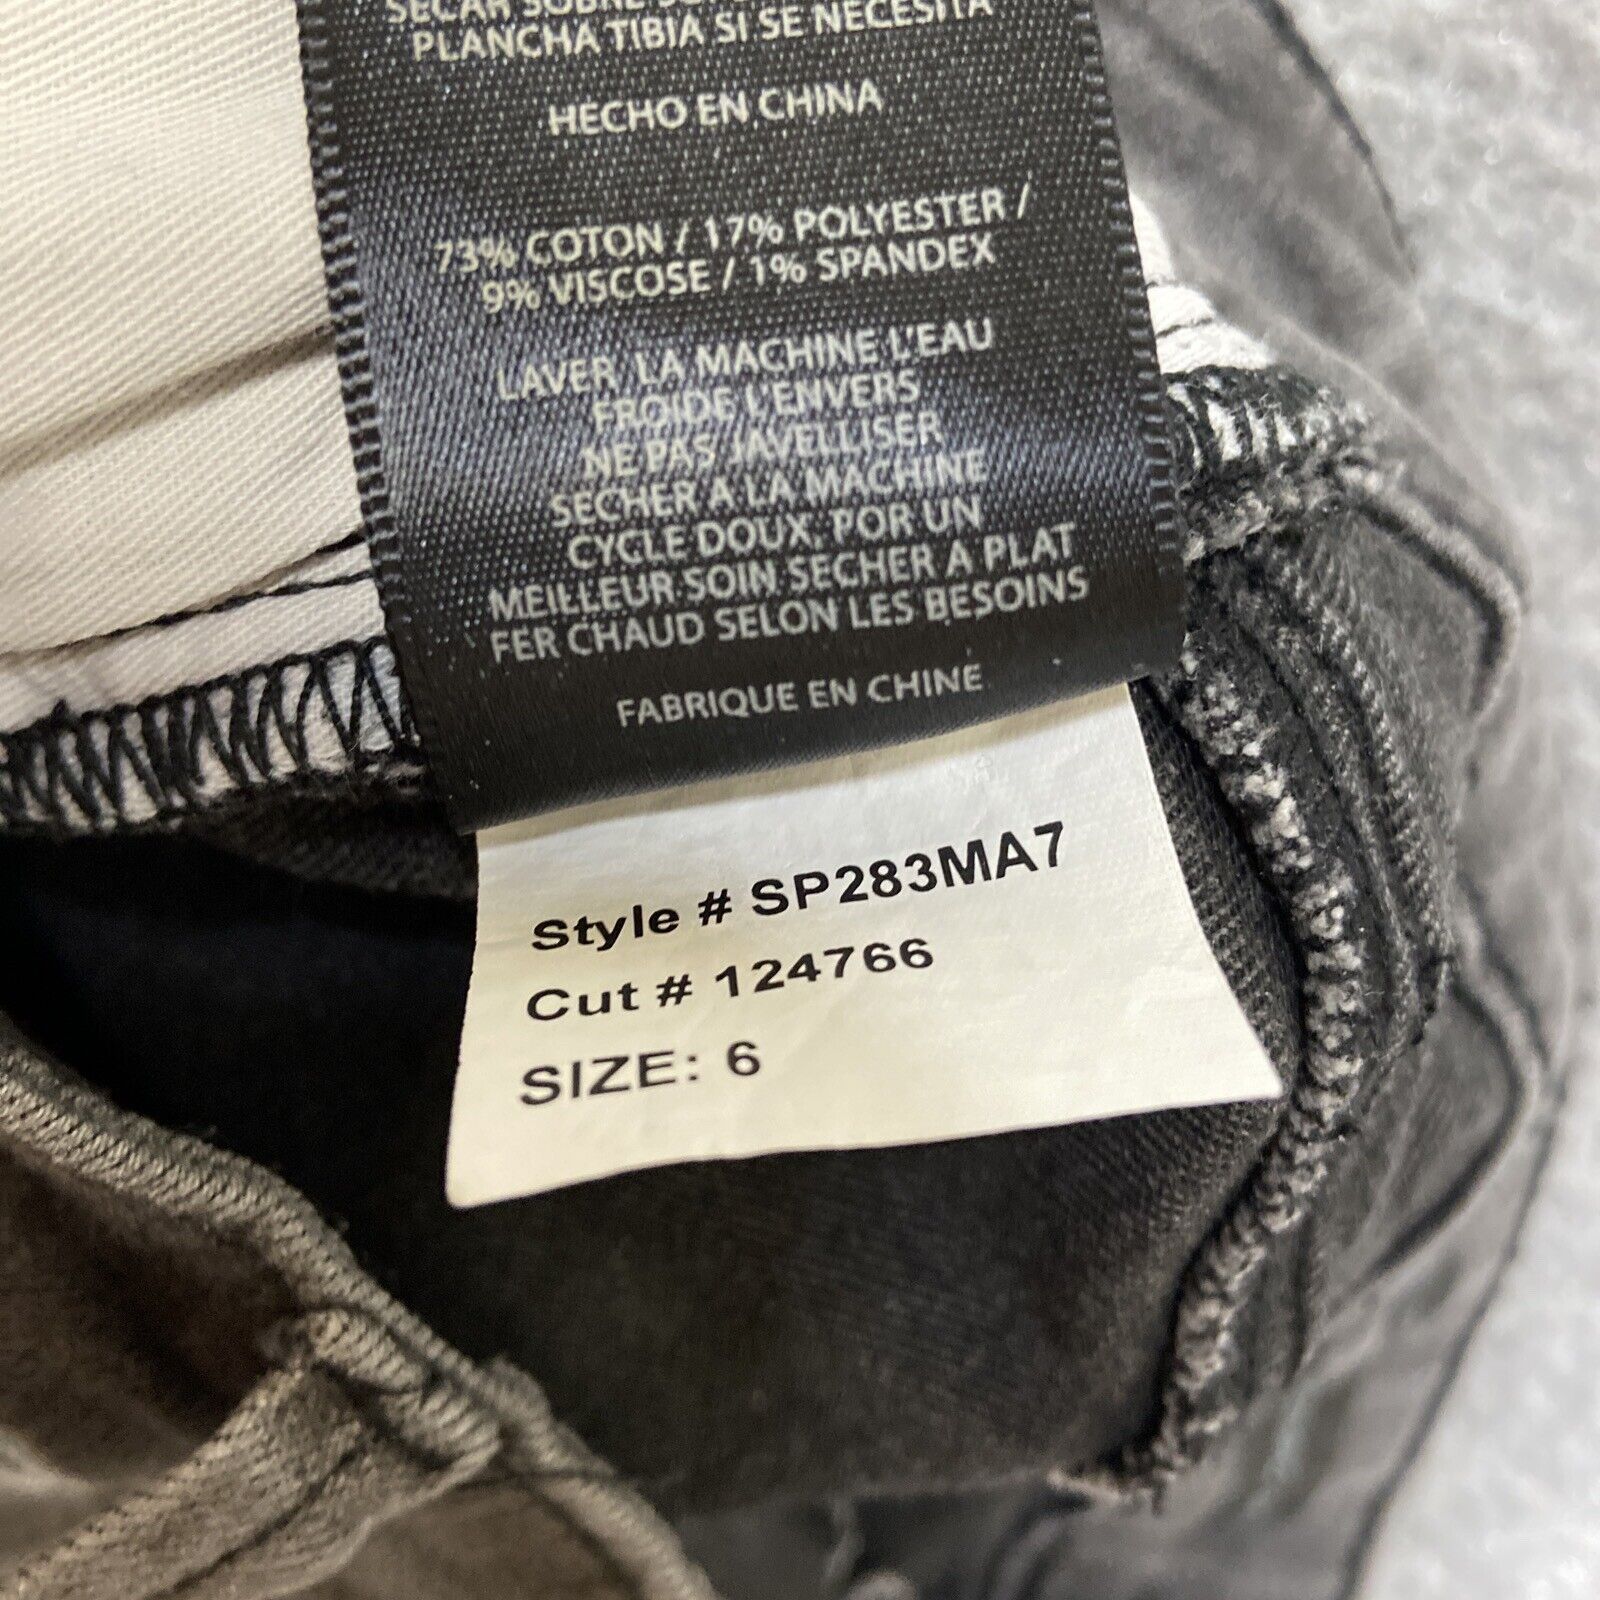 SECAR SOBRE
PLANCHA TIBIA SI SE NECESITA
HECHO EN CHINA
73% COTON / 17% POLYESTER /
9% VISCOSE / 1% SPANDEX
LAVER LA MACHINE L'EAU
FROIDE L'ENVERS
NE PAS JAVELLISER
SECHER A LA MACHINE
CYCLE DOUX, POR UN
MEILLEUR SOIN SECHER A PLAT
FER CHAUD SELON LES BESOINS
FABRIQUE EN CHINE
Style # SP283MA7
Cut # 124766
SIZE: 6